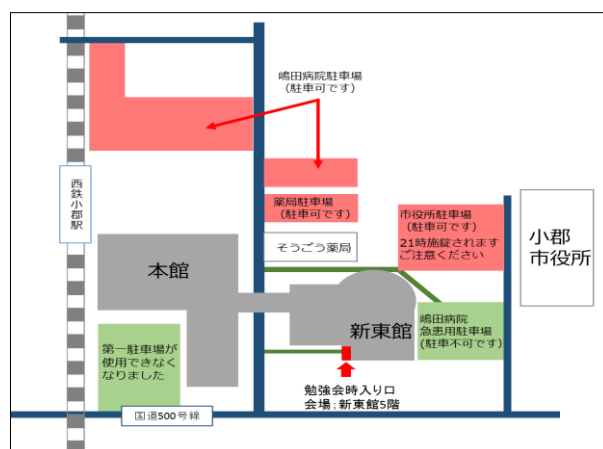 嶋田病院駐車場
(駐車可です)
西鉄小郡駅
薬局駐車場
(駐車可です)
市役所駐車場
(駐車可です)
21時施錠されます
ご注意ください
小郡
市役所
そうごう薬局
本館
新東館
嶋田病院
急患用駐車場
(駐車不可です)
第一駐車場が
使用できなく
なりました
勉強会時入り口
会場;新東館5階
国道500号線